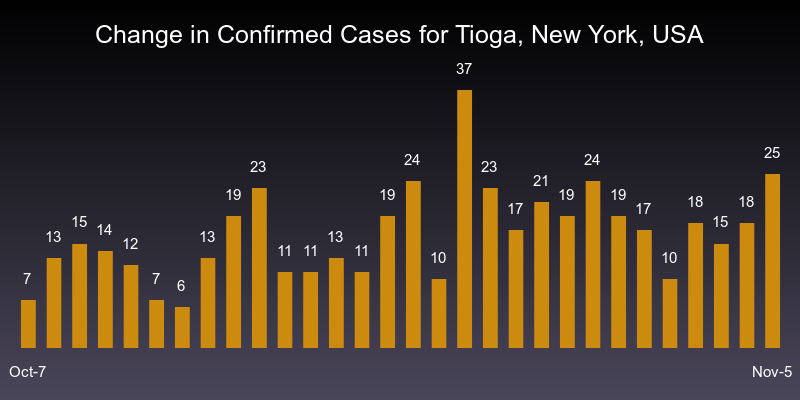 Change in Confirmed Cases for Tioga, New York, USA
7 13 15 14 12 7 6 13 19 23 11 11 13 11 19 24 10 37 23 17 21 19 24 19 17 10 18 15 18 25
Oct-7 Nov-5